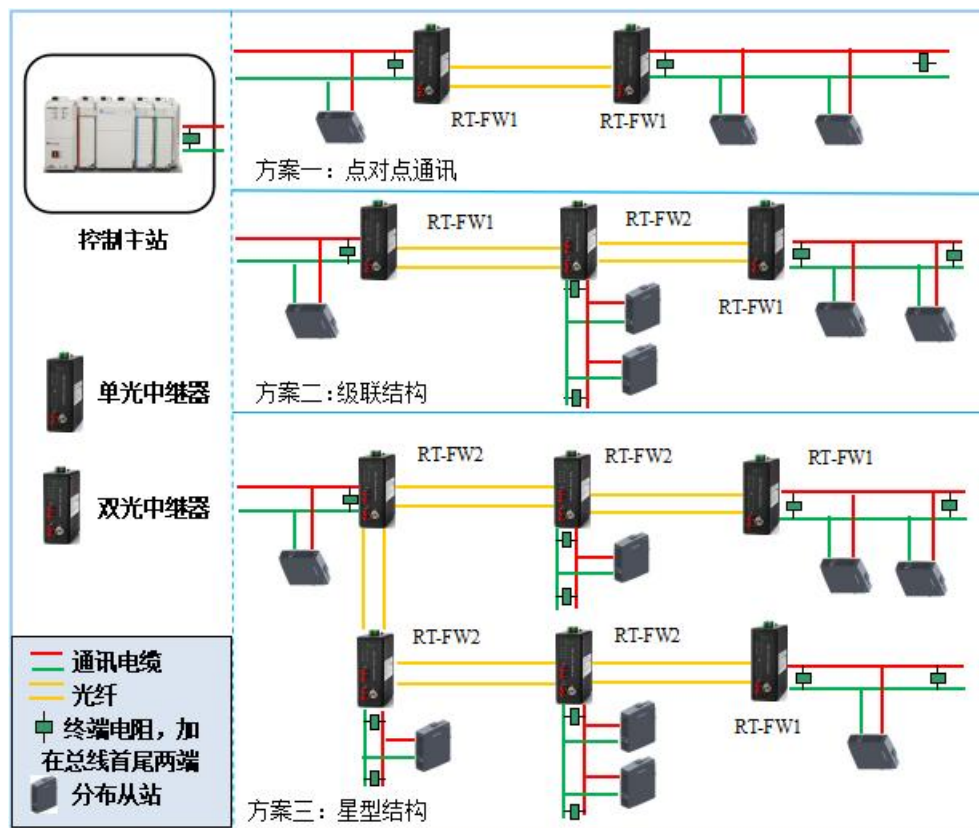 控制主站
单光中继器
双光中继器
通讯电缆
光纤
终端电阻，加
在总线首尾两端
分布从站
RT-FW1
RT-FW1
方案一：点对点通讯
RT-FW1
RT-FW2
RT-FW1
方案二：级联结构
RT-FW2
RT-FW2
RT-FW1
RT-FW2
RT-FW2
RT-FW1
方案三：星型结构